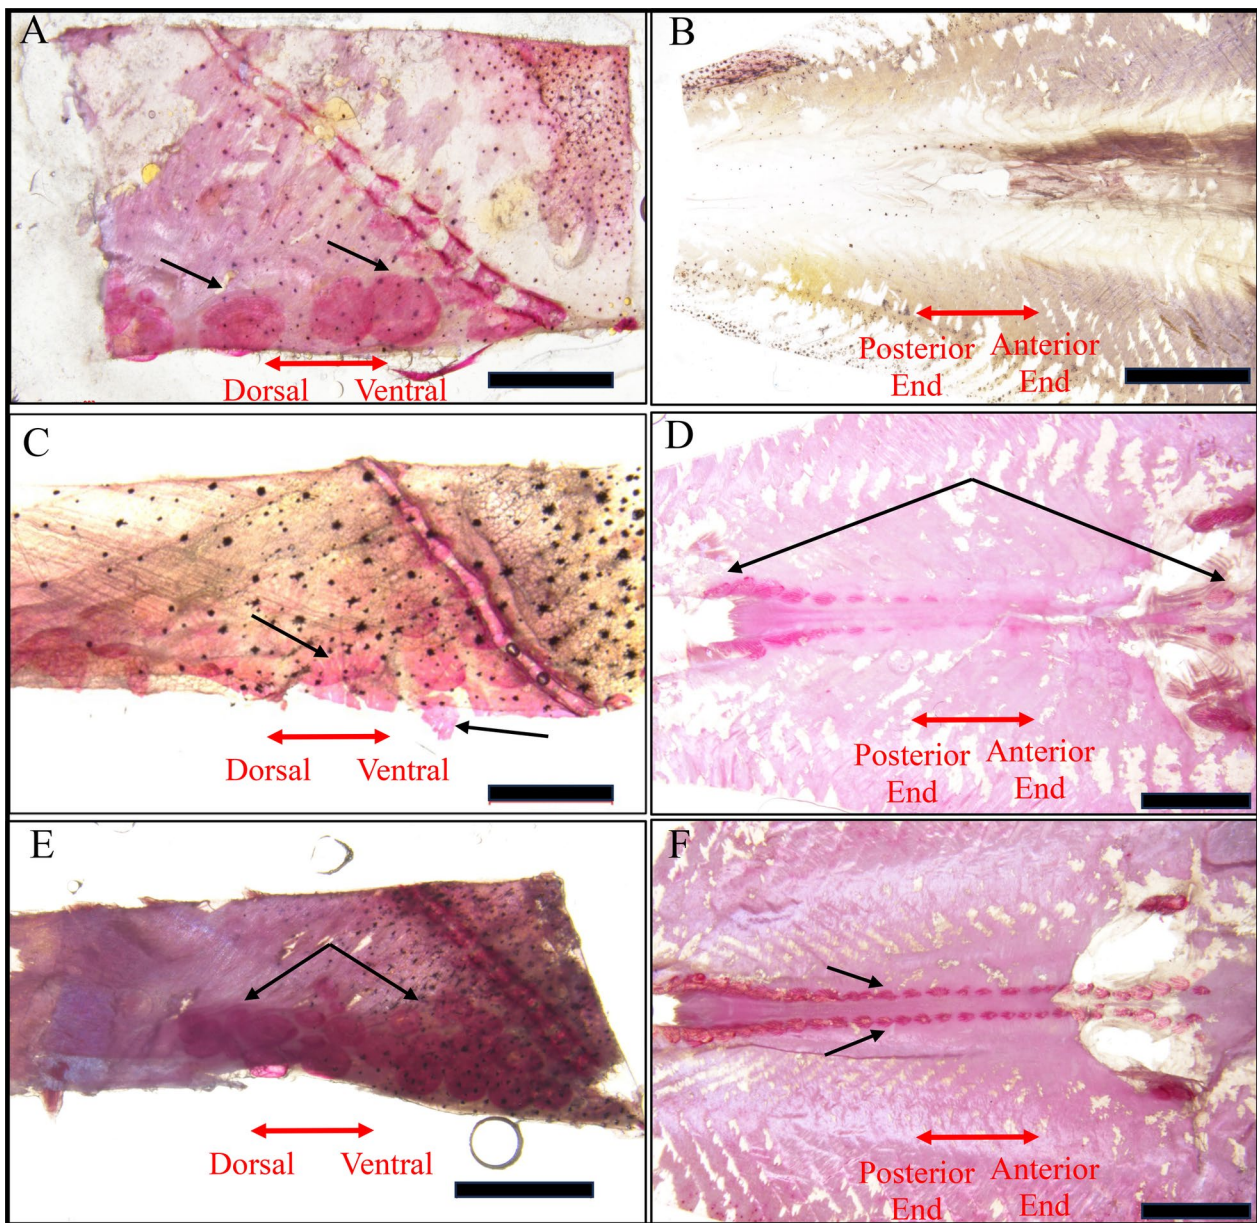 A
Dorsal Ventral
B
Posterior Anterior
End End
C
Dorsal Ventral
D
Posterior Anterior
End End
E
Dorsal Ventral
F
Posterior Anterior
End End